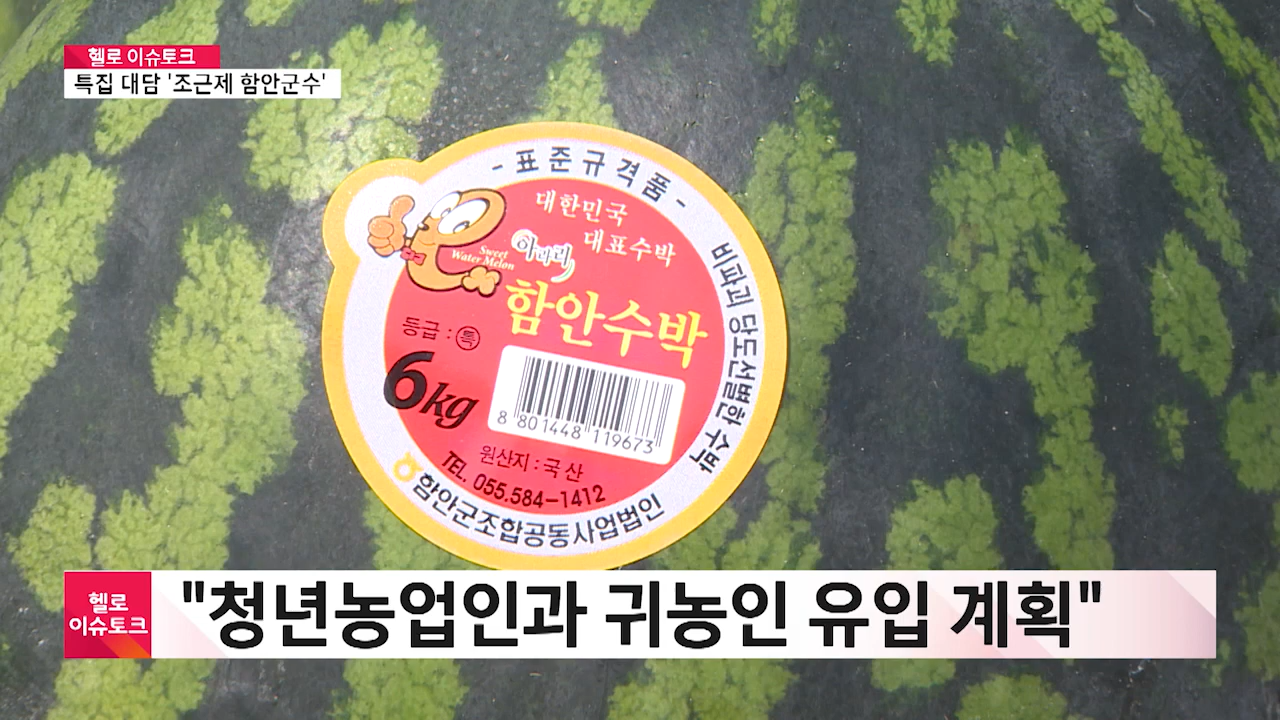 헬로 이슈토크
특집 대담 '조근제 함안군수'
- 표준규격품 -
대한민국
대표수박
Sweet
Water Melon
아라리
함안수박
비파괴 당도선별한 수박
등급 : 특
6kg
8 801448 119673
원산지 : 국산
TEL. 055.584-1412
함안군조합공동사업법인
헬로
이슈토크
"청년농업인과 귀농인 유입 계획"